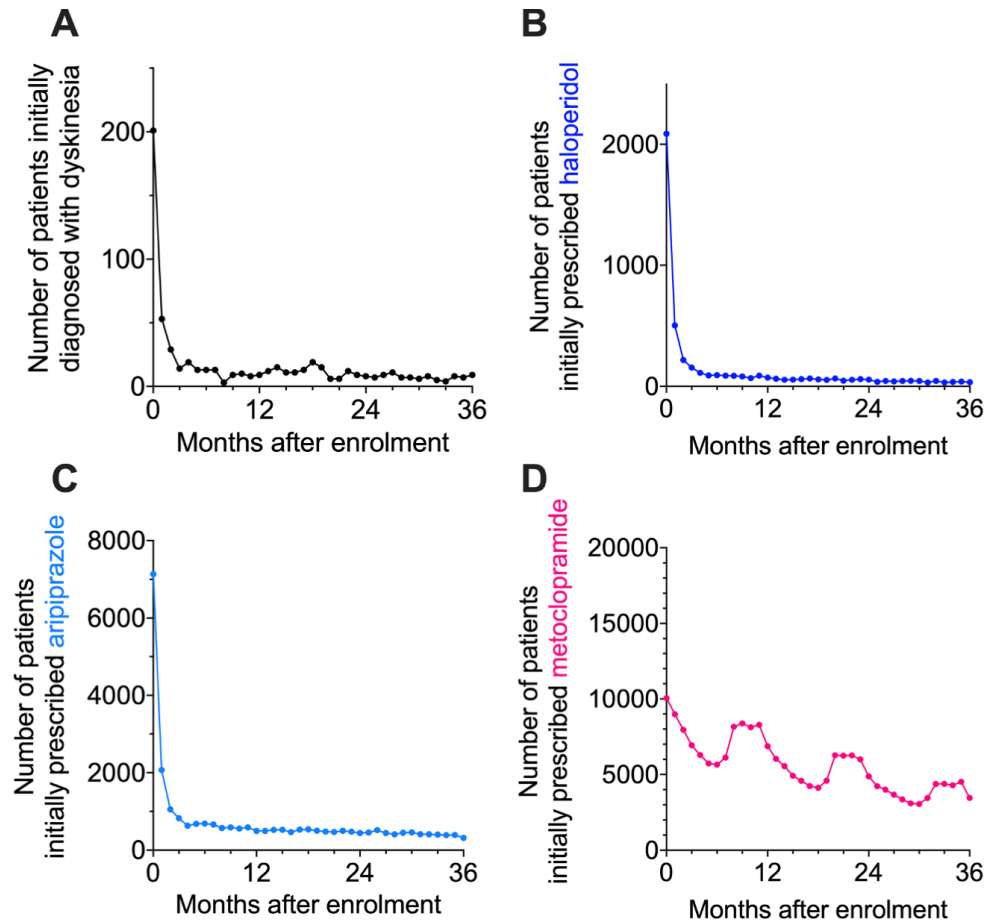 A
Number of patients initially
diagnosed with dyskinesia
200
100
0
0
12
24
36
Months after enrolment
B
Number of patients
initially prescribed haloperidol
2000
1000
0
0
12
24
36
Months after enrolment
C
Number of patients
initially prescribed aripiprazole
8000
6000
4000
2000
0
0
12
24
36
Months after enrolment
D
Number of patients
initially prescribed metoclopramide
20000
15000
10000
5000
0
0
12
24
36
Months after enrolment